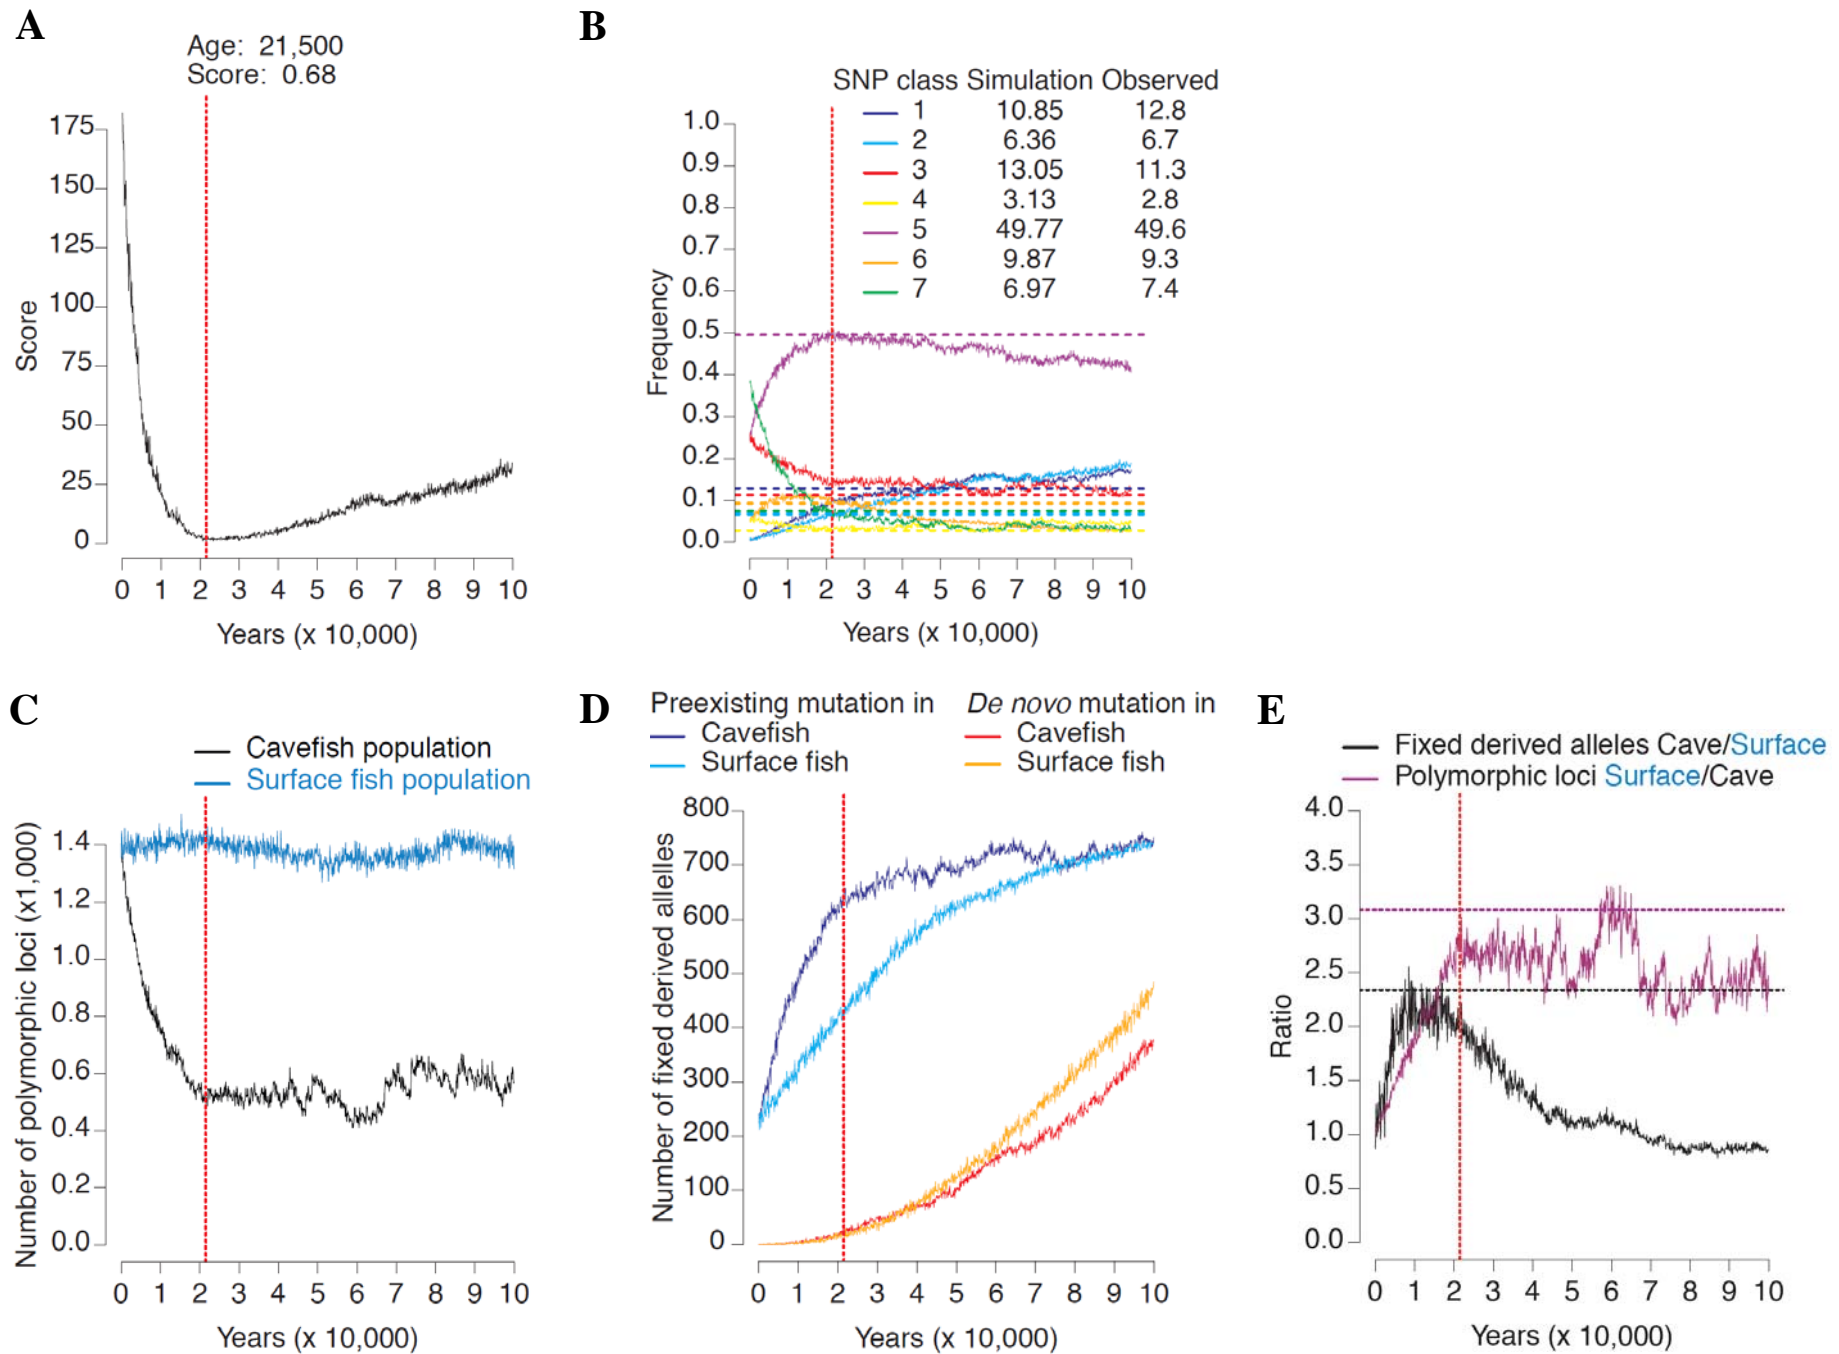 A
Age: 21,500
Score: 0.68
175
150
125
100
75
50
25
0
Score
0 1 2 3 4 5 6 7 8 9 10
Years (x 10,000)
B
SNP class Simulation Observed
1 10.85 12.8
2 6.36 6.7
3 13.05 11.3
4 3.13 2.8
5 49.77 49.6
6 9.87 9.3
7 6.97 7.4
1.0
0.9
0.8
0.7
0.6
0.5
0.4
0.3
0.2
0.1
0.0
Frequency
0 1 2 3 4 5 6 7 8 9 10
Years (x 10,000)
C
Cavefish population
Surface fish population
1.4
1.2
1.0
0.8
0.6
0.4
0.2
0.0
Number of polymorphic loci (x1,000)
0 1 2 3 4 5 6 7 8 9 10
Years (x 10,000)
D
Preexisting mutation in De novo mutation in
Cavefish Cavefish
Surface fish Surface fish
800
700
600
500
400
300
200
100
0
Number of fixed derived alleles
0 1 2 3 4 5 6 7 8 9 10
Years (x 10,000)
E
Fixed derived alleles Cave/Surface
Polymorphic loci Surface/Cave
4.0
3.5
3.0
2.5
2.0
1.5
1.0
0.5
0.0
Ratio
0 1 2 3 4 5 6 7 8 9 10
Years (x 10,000)